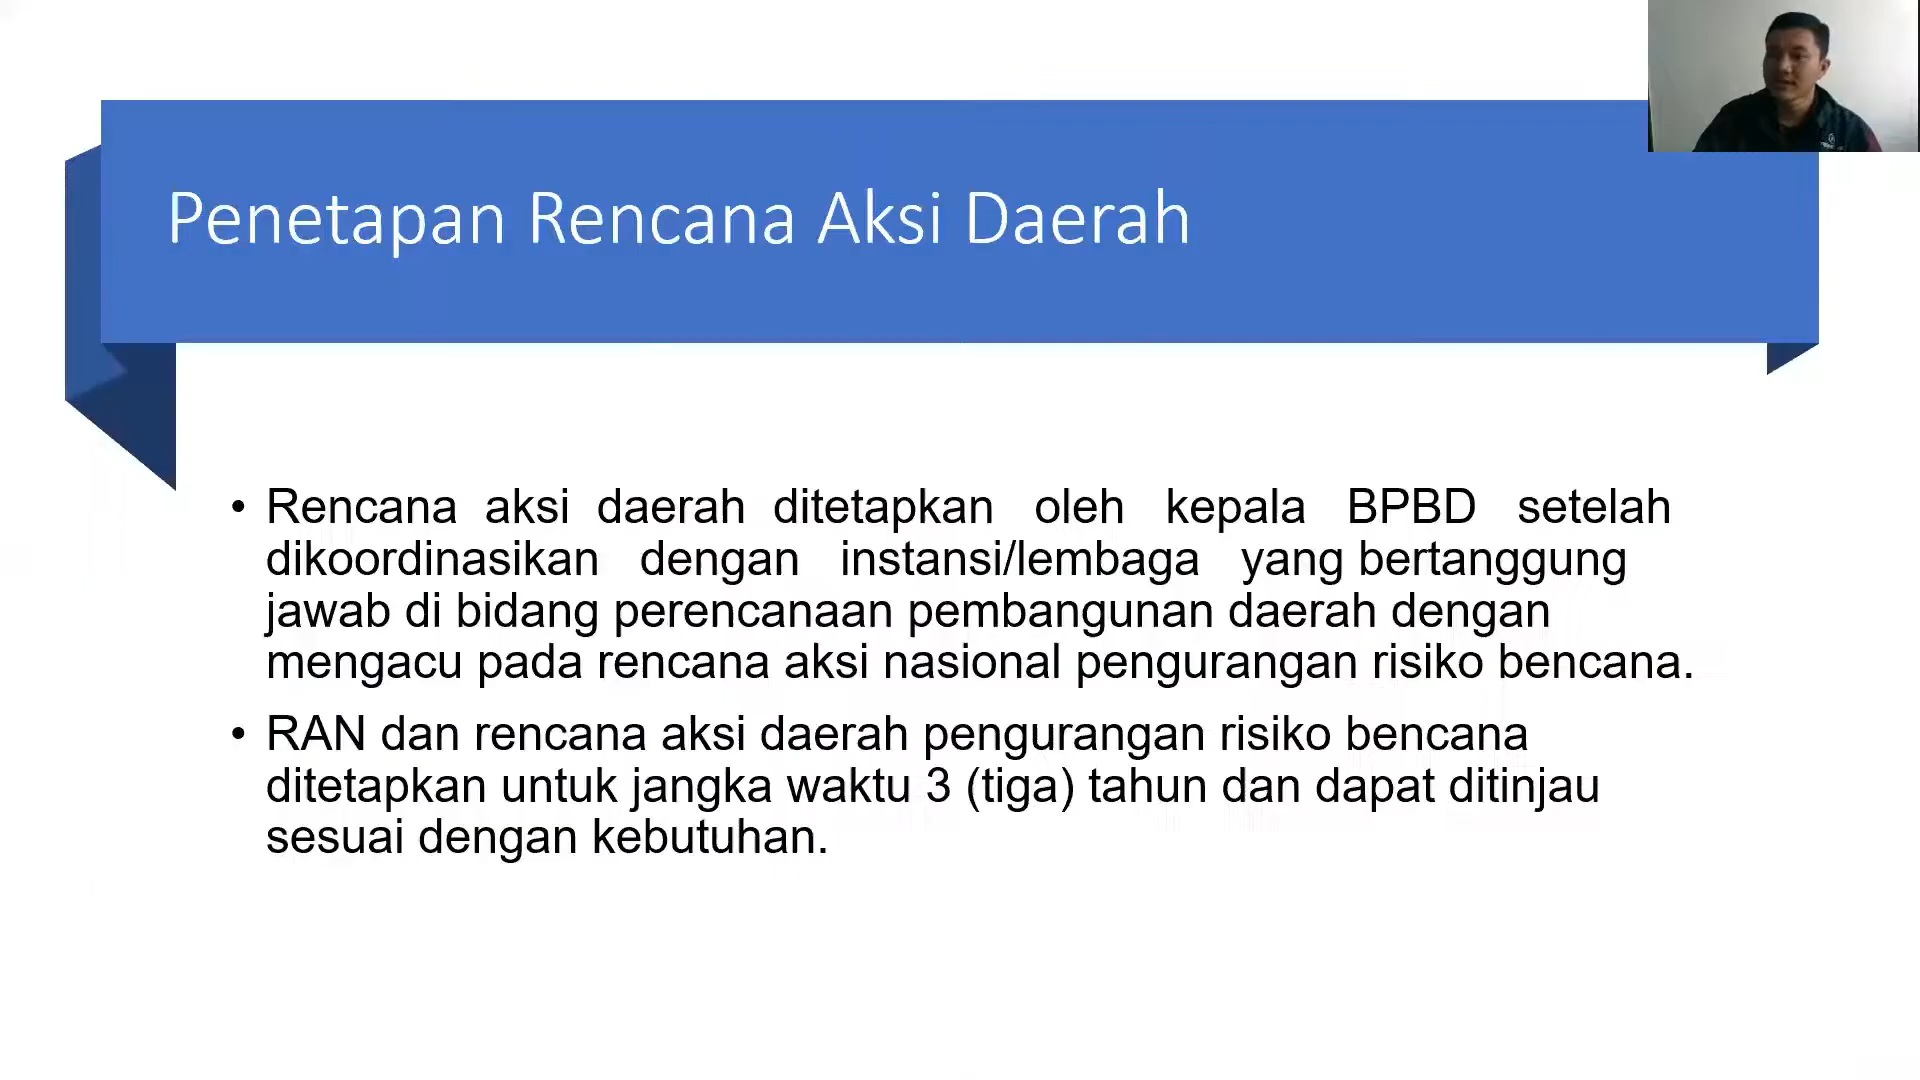 Penetapan Rencana Aksi Daerah
• Rencana aksi daerah ditetapkan oleh kepala BPBD setelah
dikoordinasikan dengan instansi/lembaga yang bertanggung
jawab di bidang perencanaan pembangunan daerah dengan
mengacu pada rencana aksi nasional pengurangan risiko bencana.
• RAN dan rencana aksi daerah pengurangan risiko bencana
ditetapkan untuk jangka waktu 3 (tiga) tahun dan dapat ditinjau
sesuai dengan kebutuhan.